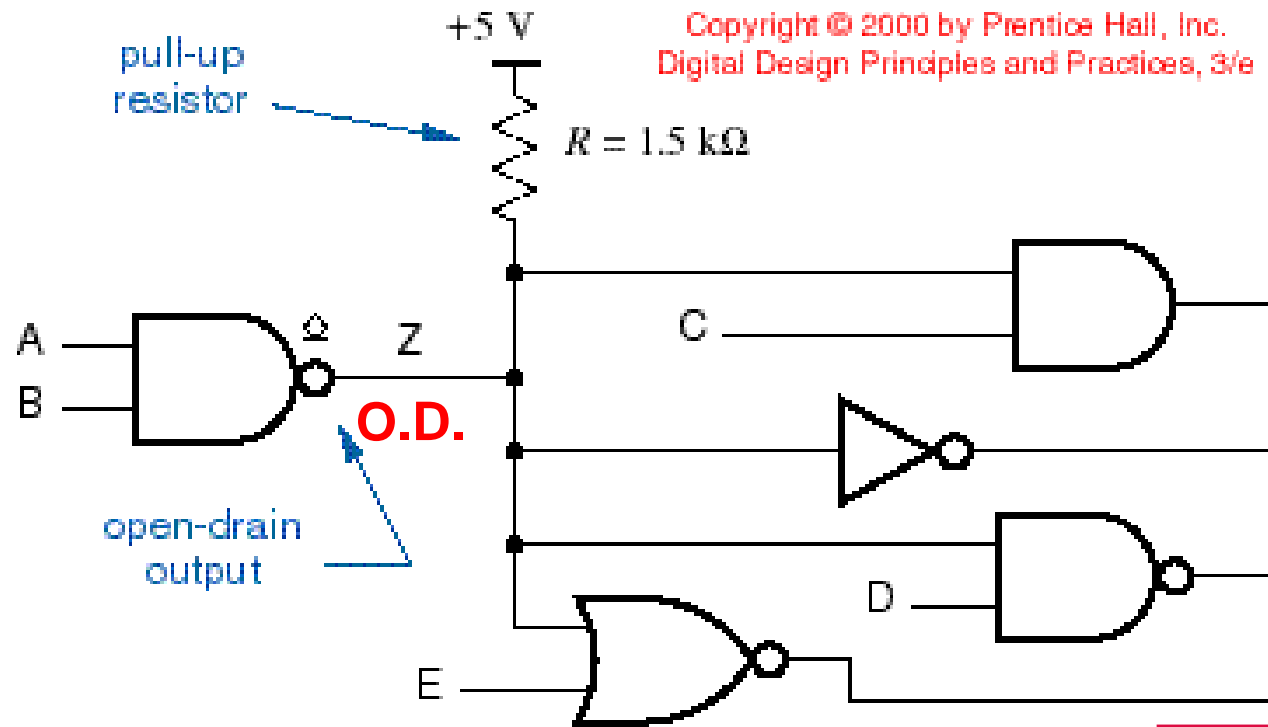 +5 V
Copyright © 2000 by Prentice Hall, Inc.
Digital Design Principles and Practices, 3/e
pull-up
resistor
R = 1.5 kΩ
A
B
Z
O.D.
C
open-drain
output
D
E